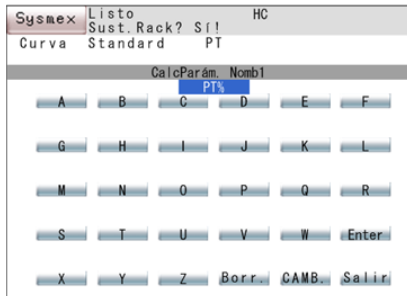 Sysmex Listo HC
Sust.Rack? Sí!
Curva Standard PT
CalcParám. Nomb1
PT%
A B C D E F
G H I J K L
M N O P Q R
S T U V W Enter
X Y Z Borr. CAMB. Salir